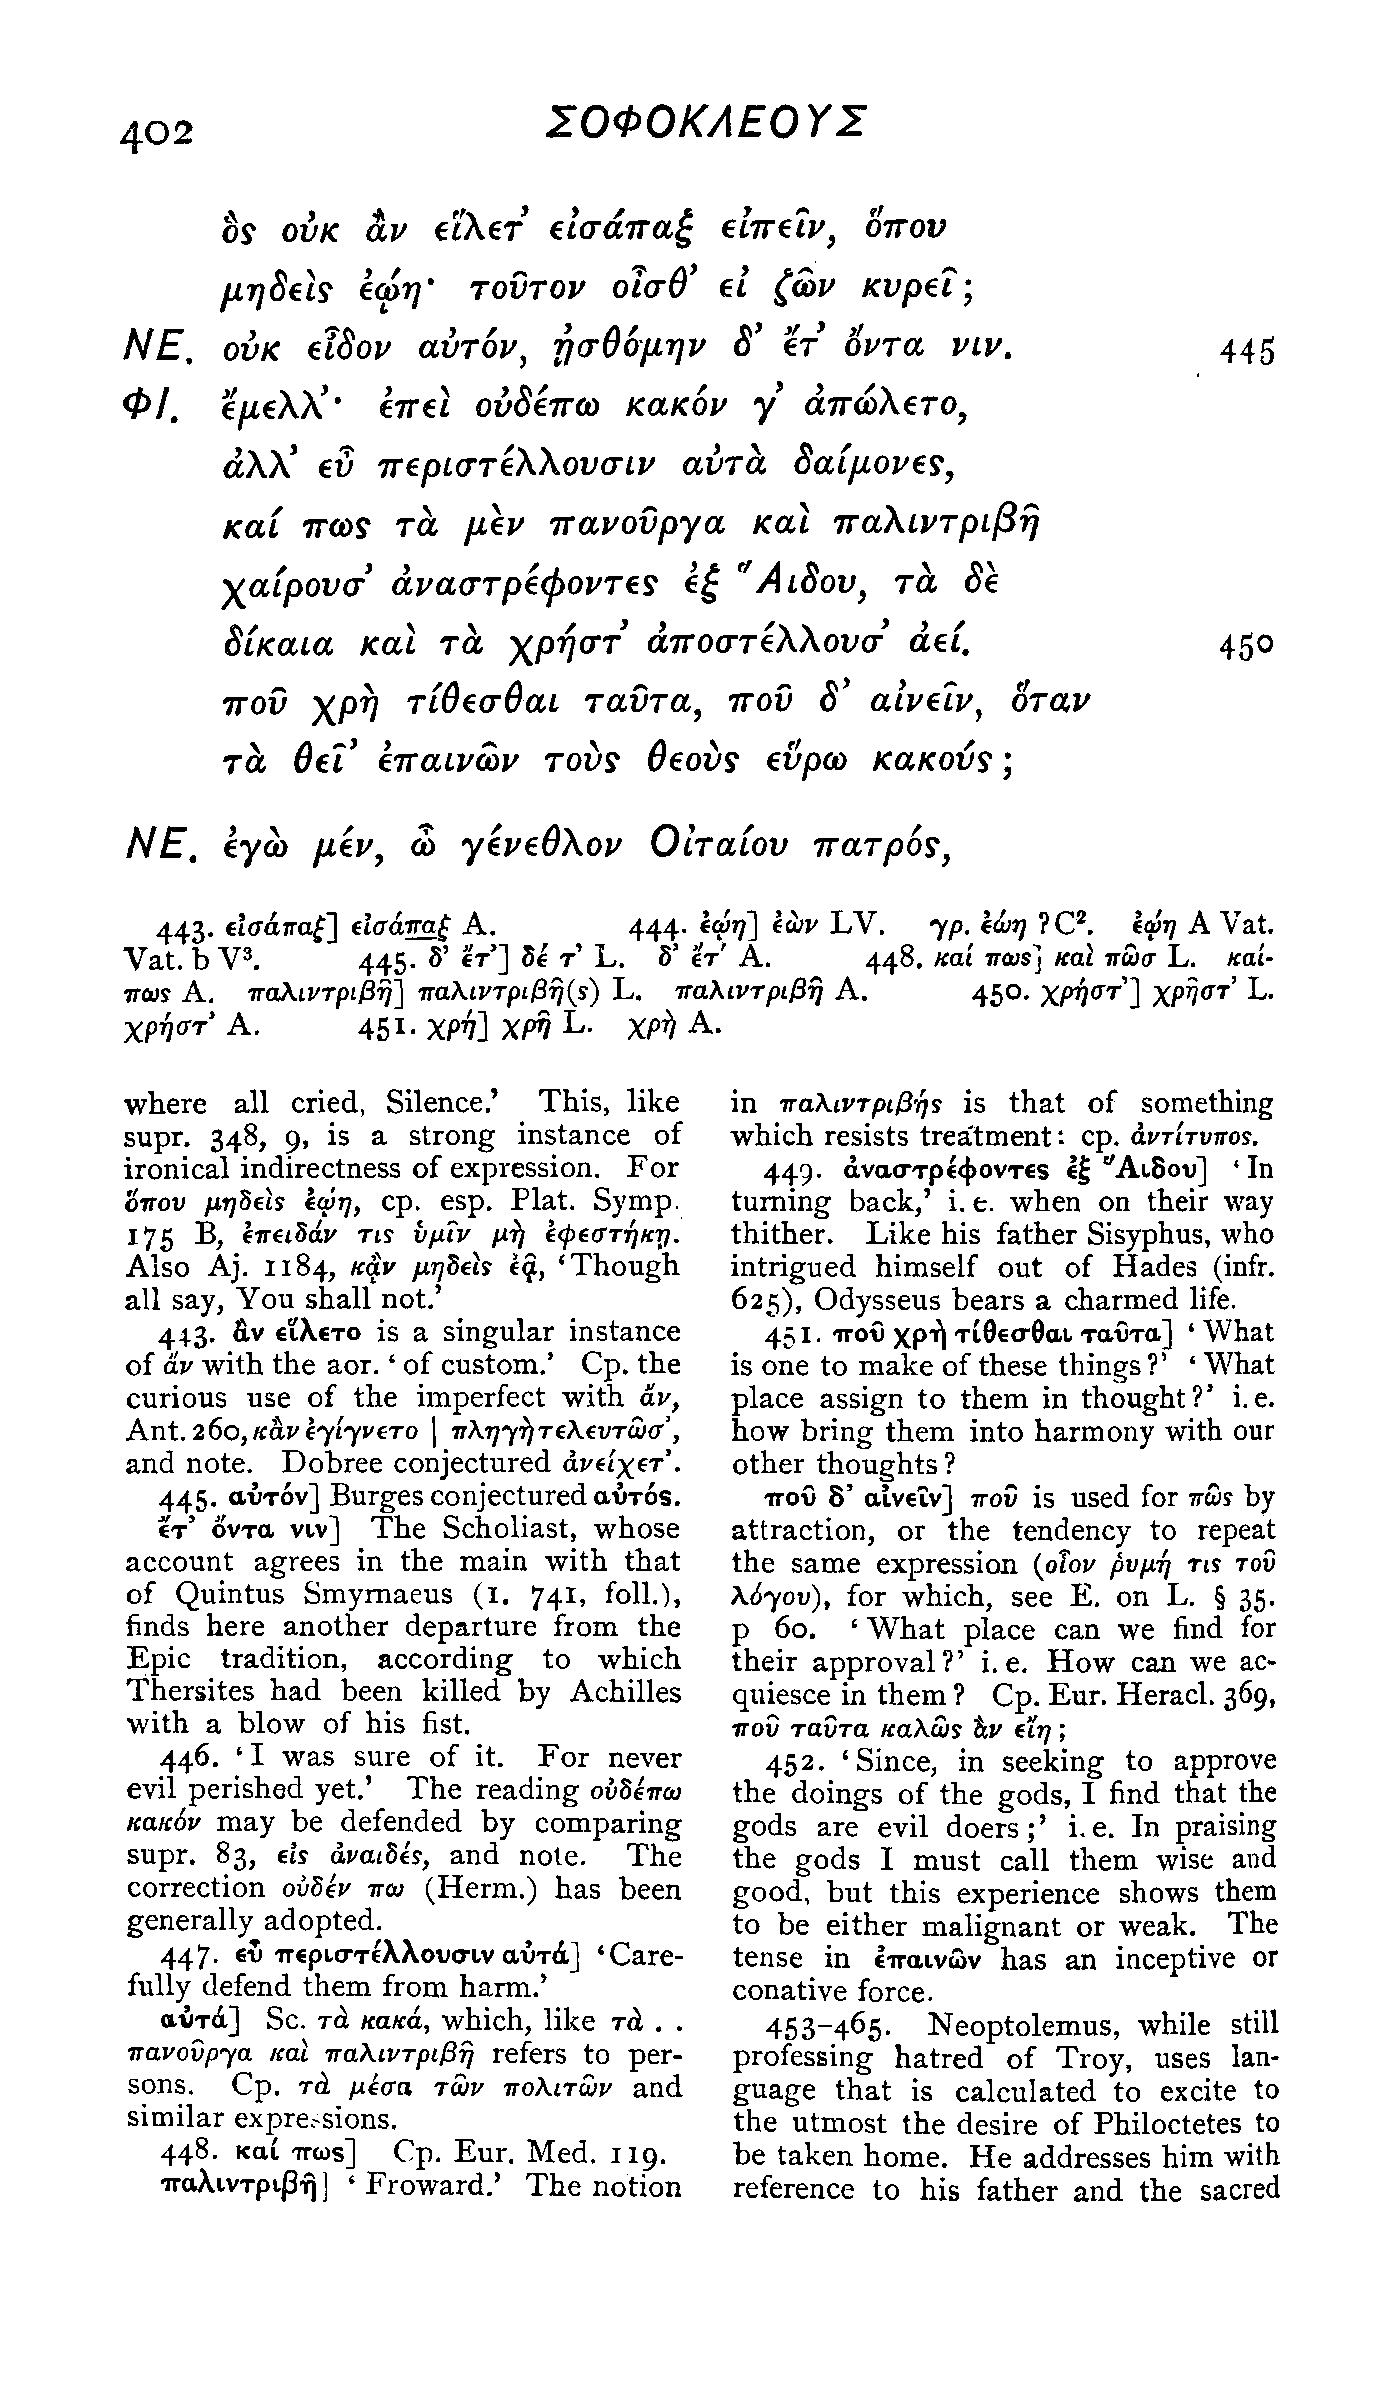 402
ΣΟΦΟΚΛΕΟΥΣ
ὃς οὐκ ἂν εἵλετ’ εἰσάπαξ εἰπεῖν, ὅπου
μηδεὶς ἐῴη· τοῦτον οἶσθ’ εἰ ζῶν κυρεῖ;
ΝΕ. οὐκ εἶδον αὐτόν, ᾐσθόμην δ’ ἔτ’ ὄντα νιν. 445
ΦΙ. ἔμελλ’· ἐπεὶ οὐδέπω κακόν γ’ ἀπώλετο,
ἀλλ’ εὖ περιστέλλουσιν αὐτὰ δαίμονες,
καί πως τὰ μὲν πανοῦργα καὶ παλιντριβῆ
χαίρουσ’ ἀναστρέφοντες ἐξ Ἅιδου, τὰ δὲ
δίκαια καὶ τὰ χρήστ’ ἀποστέλλουσ’ ἀεί. 450
ποῦ χρὴ τίθεσθαι ταῦτα, ποῦ δ’ αἰνεῖν, ὅταν
τὰ θεῖ’ ἐπαινῶν τοὺς θεοὺς εὕρω κακούς;
ΝΕ. ἐγὼ μέν, ὦ γένεθλον Οἰταίου πατρός,
443. εἰσάπαξ] εἰσάπαξ A. 444. ἐῴη] ἐὼν LV. γρ. ἐώη ?C². ἐῴη A Vat.
Vat. b V³. 445. δ’ ἔτ’] δέ τ’ L. δ’ ἔτ’ A. 448. καί πως] καὶ πῶσ L. καί-
πως A. παλιντριβῆ] παλιντριβῆ(ς) L. παλιντριβῆ A. 450. χρήστ’] χρῆστ’ L.
χρήστ’ A. 451. χρή] χρῆ L. χρὴ A.
where all cried, Silence.’ This, like
supr. 348, 9, is a strong instance of
ironical indirectness of expression. For
ὅπου μηδεὶς ἐῴη, cp. esp. Plat. Symp.
175 B, ἐπειδάν τις ὑμῖν μὴ ἐφεστήκῃ.
Also Aj. 1184, κᾂν μηδεὶς ἐᾷ, ‘Though
all say, You shall not.’
443. ἂν εἵλετο is a singular instance
of ἄν with the aor. ‘of custom.’ Cp. the
curious use of the imperfect with ἄν,
Ant. 260, κἂν ἐγίγνετο | πληγὴ τελευτῶσ’,
and note. Dobree conjectured ἀνείχετ’.
445. αὐτόν] Burges conjectured αὐτός.
ἔτ’ ὄντα νιν] The Scholiast, whose
account agrees in the main with that
of Quintus Smyrnaeus (1. 741, foll.),
finds here another departure from the
Epic tradition, according to which
Thersites had been killed by Achilles
with a blow of his fist.
446. ‘I was sure of it. For never
evil perished yet.’ The reading οὐδέπω
κακόν may be defended by comparing
supr. 83, εἰς ἀναιδές, and note. The
correction οὐδέν πω (Herm.) has been
generally adopted.
447. εὖ περιστέλλουσιν αὐτά] ‘Care-
fully defend them from harm.’
αὐτά] Sc. τὰ κακά, which, like τὰ . .
πανοῦργα καὶ παλιντριβῆ refers to per-
sons. Cp. τὰ μέσα τῶν πολιτῶν and
similar expressions.
448. καί πως] Cp. Eur. Med. 119.
παλιντριβῆ] ‘Froward.’ The notion
in παλιντριβής is that of something
which resists treatment: cp. ἀντίτυπος.
449. ἀναστρέφοντες ἐξ Ἅιδου] ‘In
turning back,’ i. e. when on their way
thither. Like his father Sisyphus, who
intrigued himself out of Hades (infr.
625), Odysseus bears a charmed life.
451. ποῦ χρὴ τίθεσθαι ταῦτα] ‘What
is one to make of these things?’ ‘What
place assign to them in thought?’ i. e.
how bring them into harmony with our
other thoughts?
ποῦ δ’ αἰνεῖν] ποῦ is used for πῶς by
attraction, or the tendency to repeat
the same expression (οἷον ῥυμή τις τοῦ
λόγου), for which, see E. on L. § 35.
p 60. ‘What place can we find for
their approval?’ i. e. How can we ac-
quiesce in them? Cp. Eur. Heracl. 369,
ποῦ ταῦτα καλῶς ἂν εἴη;
452. ‘Since, in seeking to approve
the doings of the gods, I find that the
gods are evil doers;’ i. e. In praising
the gods I must call them wise and
good, but this experience shows them
to be either malignant or weak. The
tense in ἐπαινῶν has an inceptive or
conative force.
453-465. Neoptolemus, while still
professing hatred of Troy, uses lan-
guage that is calculated to excite to
the utmost the desire of Philoctetes to
be taken home. He addresses him with
reference to his father and the sacred